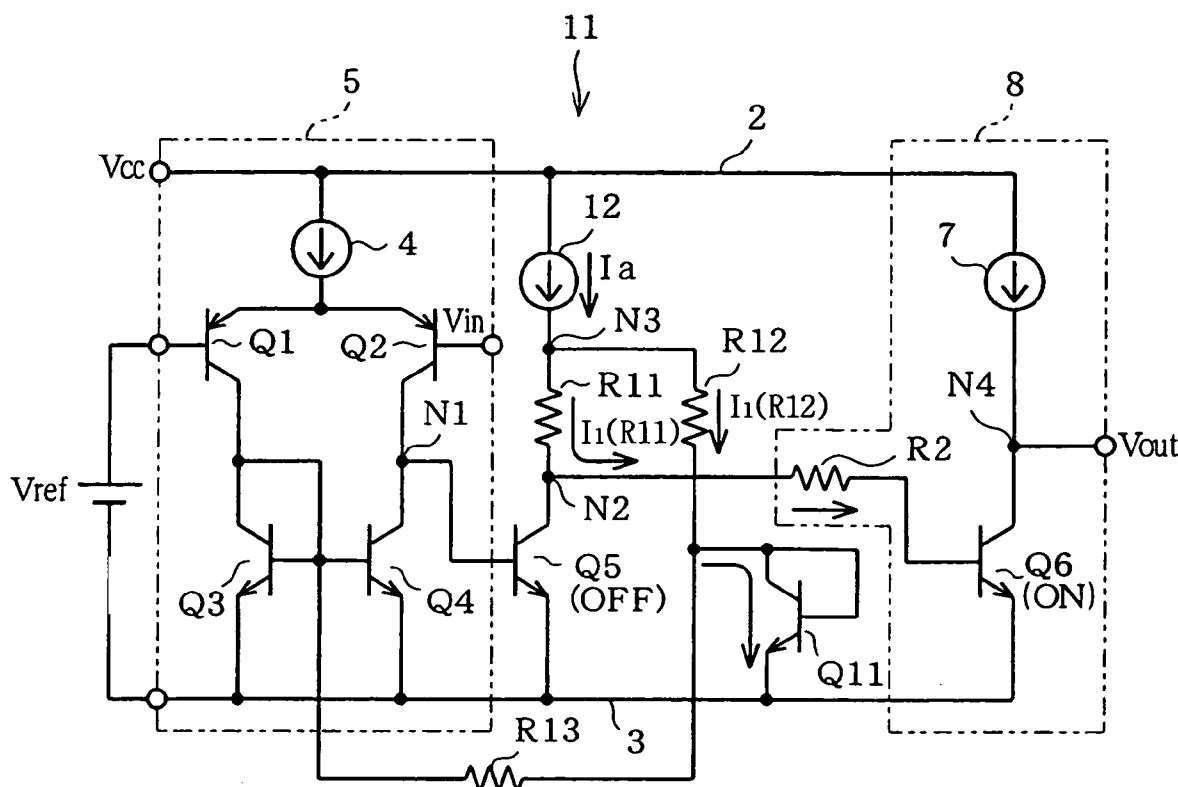 11
5
8
Vcc
2
4
12
Ia
7
Q1
Q2
Vin
N3
R12
R11
I1(R11)
I1(R12)
N4
N1
R2
Vout
Vref
N2
Q3
Q4
Q5
(OFF)
Q6
(ON)
Q11
3
R13